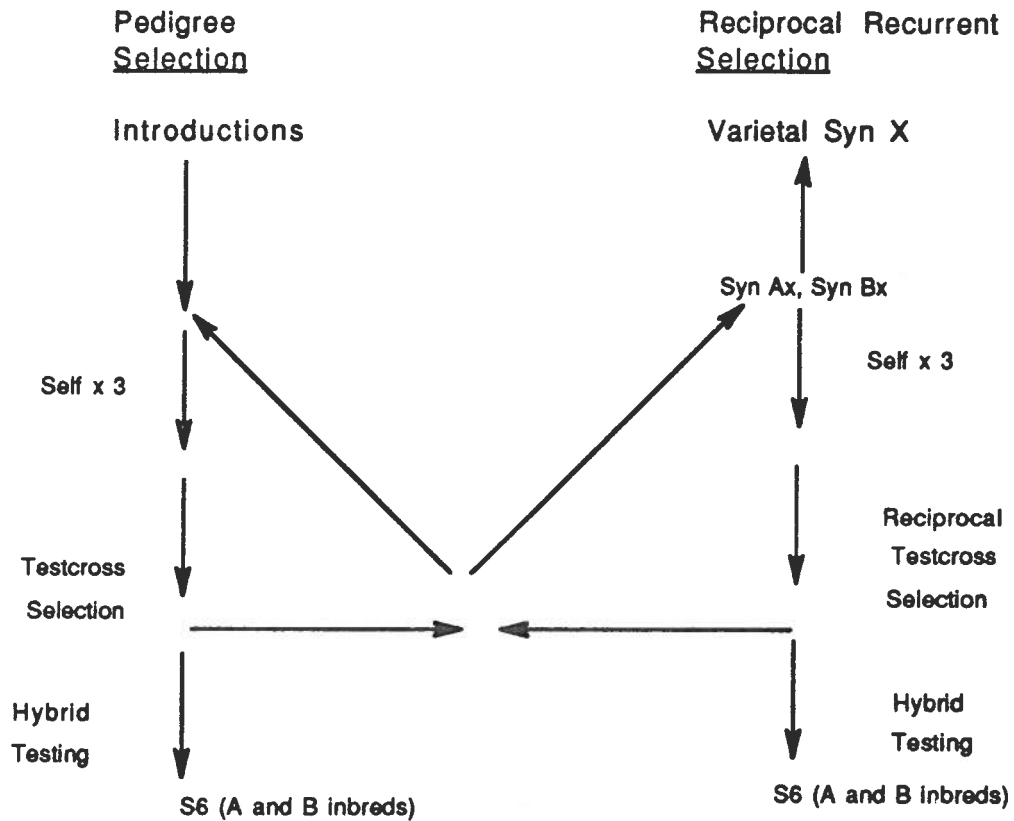 Pedigree
Selection
Introductions
Self x 3
Testcross
Selection
Hybrid
Testing
S6 (A and B inbreds)
Reciprocal Recurrent
Selection
Varietal Syn X
Syn Ax, Syn Bx
Self x 3
Reciprocal
Testcross
Selection
Hybrid
Testing
S6 (A and B inbreds)